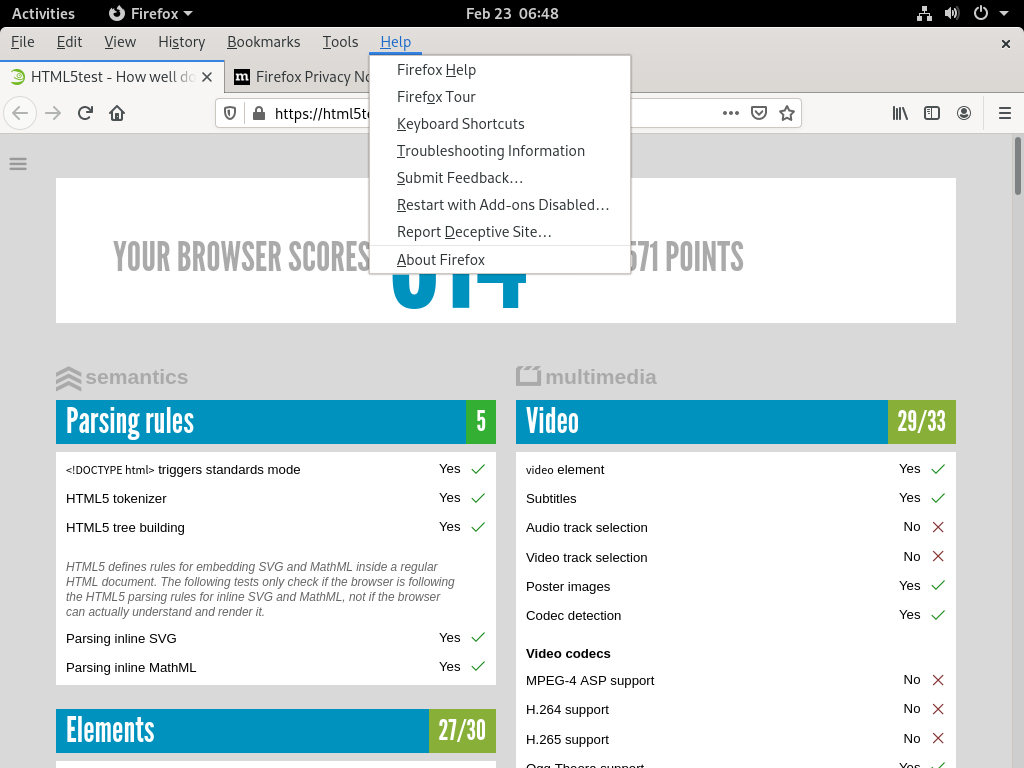 Activities
Firefox
Feb 23 06:48
File Edit View History Bookmarks Tools Help
HTML5test - How well do
Firefox Privacy No
https://html5t
Firefox Help
Firefox Tour
Keyboard Shortcuts
Troubleshooting Information
Submit Feedback…
Restart with Add-ons Disabled…
Report Deceptive Site…
About Firefox
YOUR BROWSER SCORES
571 POINTS
semantics
Parsing rules 5
<!DOCTYPE html> triggers standards mode Yes
HTML5 tokenizer Yes
HTML5 tree building Yes
HTML5 defines rules for embedding SVG and MathML inside a regular
HTML document. The following tests only check if the browser is following
the HTML5 parsing rules for inline SVG and MathML, not if the browser
can actually understand and render it.
Parsing inline SVG Yes
Parsing inline MathML Yes
Elements 27/30
multimedia
Video 29/33
video element Yes
Subtitles Yes
Audio track selection No
Video track selection No
Poster images Yes
Codec detection Yes
Video codecs
MPEG-4 ASP support No
H.264 support No
H.265 support No
Ogg Theora support Yes